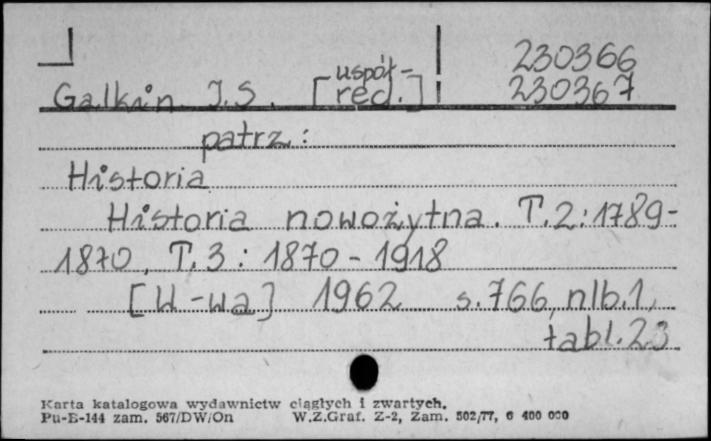 230366
Galkin J.S. [współ-red.] 230367
patrz:
Historia
Historia nowożytna. T.2: 1789-
1870, T.3: 1870-1918
[W-wa] 1962 s.766, nlb.1,
tabl.23
Karta katalogowa wydawnictw ciągłych i zwartych.
Pu-B-144 zam. 567/DW/On W.Z.Graf. Z-2, Zam. 502/77, 6 400 000